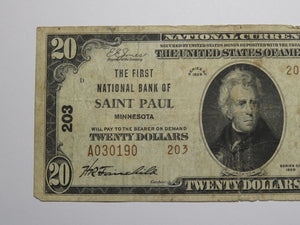 20
NATIONAL CURREN
SECURED BY UNITED STATES BONDS DEPOSITED WITH THE
THE UNITED STATES OF AMER
THE FIRST
NATIONAL BANK OF
SAINT PAUL
MINNESOTA
WILL PAY TO THE BEARER ON DEMAND
TWENTY DOLLARS
A030190 203
203
20
20
TWENTY DOLLARS